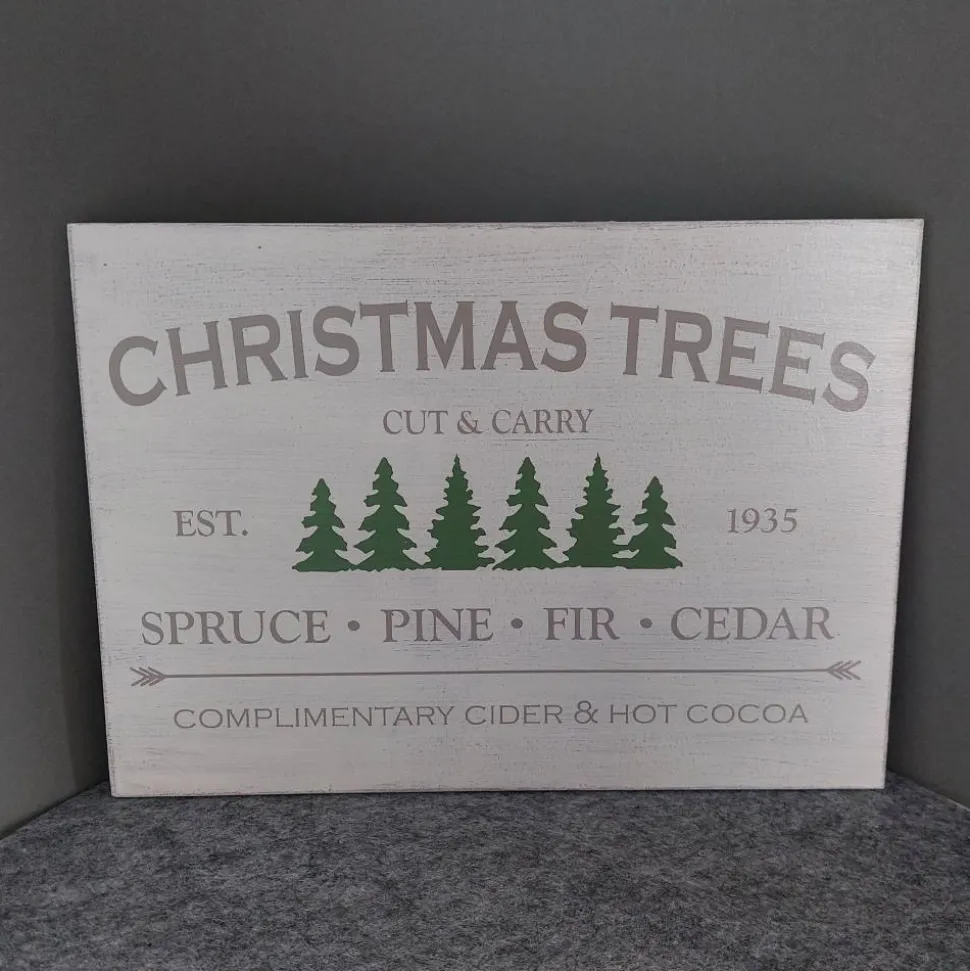 CHRISTMAS TREES
CUT & CARRY
EST. 1935
SPRUCE • PINE • FIR • CEDAR
COMPLIMENTARY CIDER & HOT COCOA